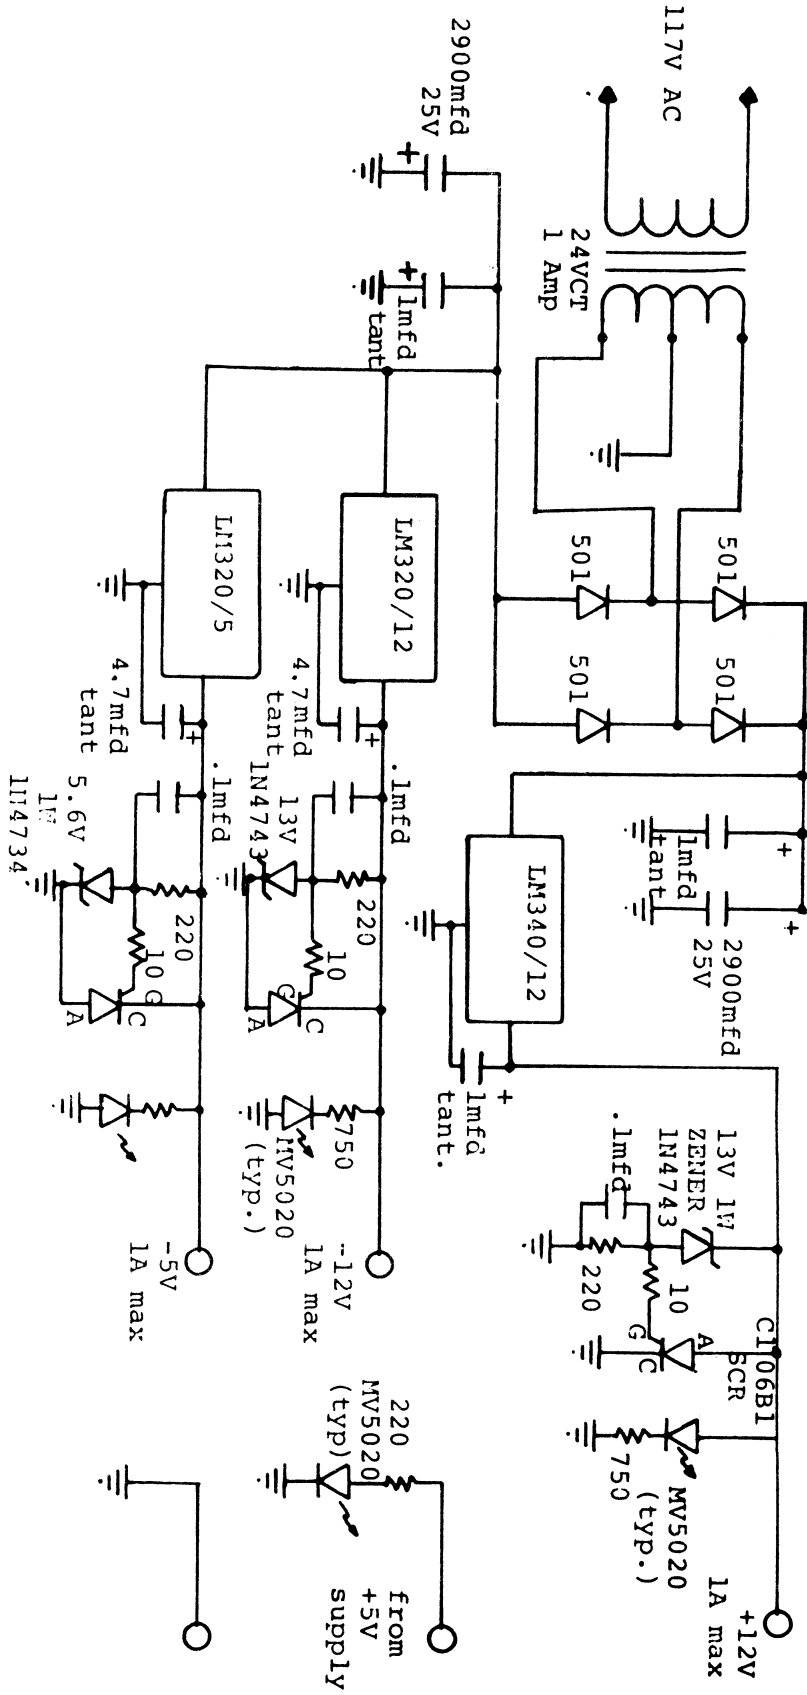 117V AC
24VCT
1 Amp
2900mfd
25V
1mfd
tant
501
501
501
501
+
1mfd
tant
+
2900mfd
25V
LM340/12
+
1mfd
tant.
13V 1W
ZENER
1N4743
.1mfd
220
10
G
C
A
C106B1
SCR
750
MV5020
(typ.)
+12V
1A max
LM320/12
+
4.7mfd
tant
.1mfd
13V
1N4743
220
10
G
C
A
750
MV5020
(typ.)
-12V
1A max
LM320/5
+
4.7mfd
tant
.1mfd
5.6V
1W
1N4734
220
10
G
C
A
-5V
1A max
220
MV5020
(typ)
from
+5V
supply
+
+